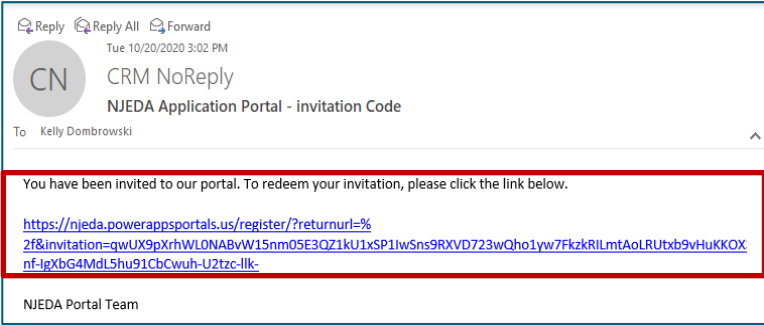 Reply Reply All Forward
Tue 10/20/2020 3:02 PM
CN
CRM NoReply
NJEDA Application Portal - invitation Code
To Kelly Dombrowski
You have been invited to our portal. To redeem your invitation, please click the link below.
https://njeda.powerappsportals.us/register/?returnurl=%
2f&invitation=qwUX9pXrhWL0NABvW15nm05E3QZ1kU1xSP1IwSns9RXVD723wQho1yw7FkzkRILmtAoLRUtxb9vHuKKOX
nf-IgXbG4MdL5hu91CbCwuh-U2tzc-llk-
NJEDA Portal Team